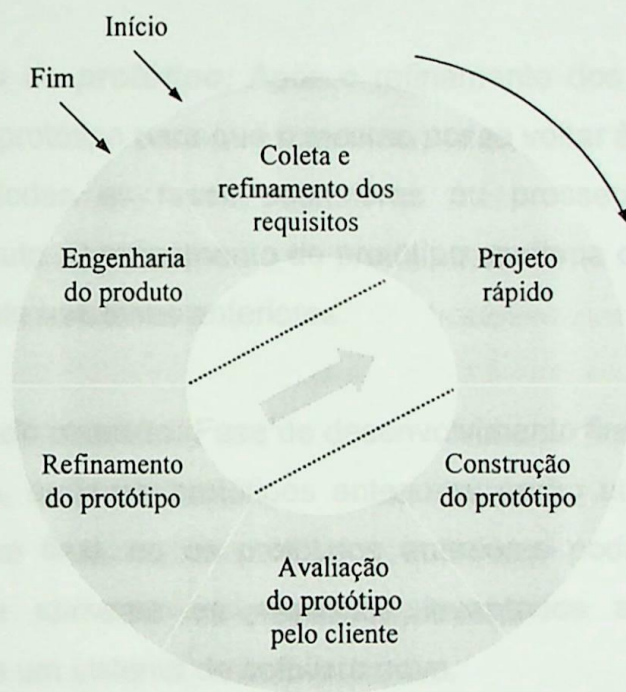 Início
Fim
Coleta e
refinamento dos
requisitos
Projeto
rápido
Construção
do protótipo
Avaliação
do protótipo
pelo cliente
Refinamento
do protótipo
Engenharia
do produto